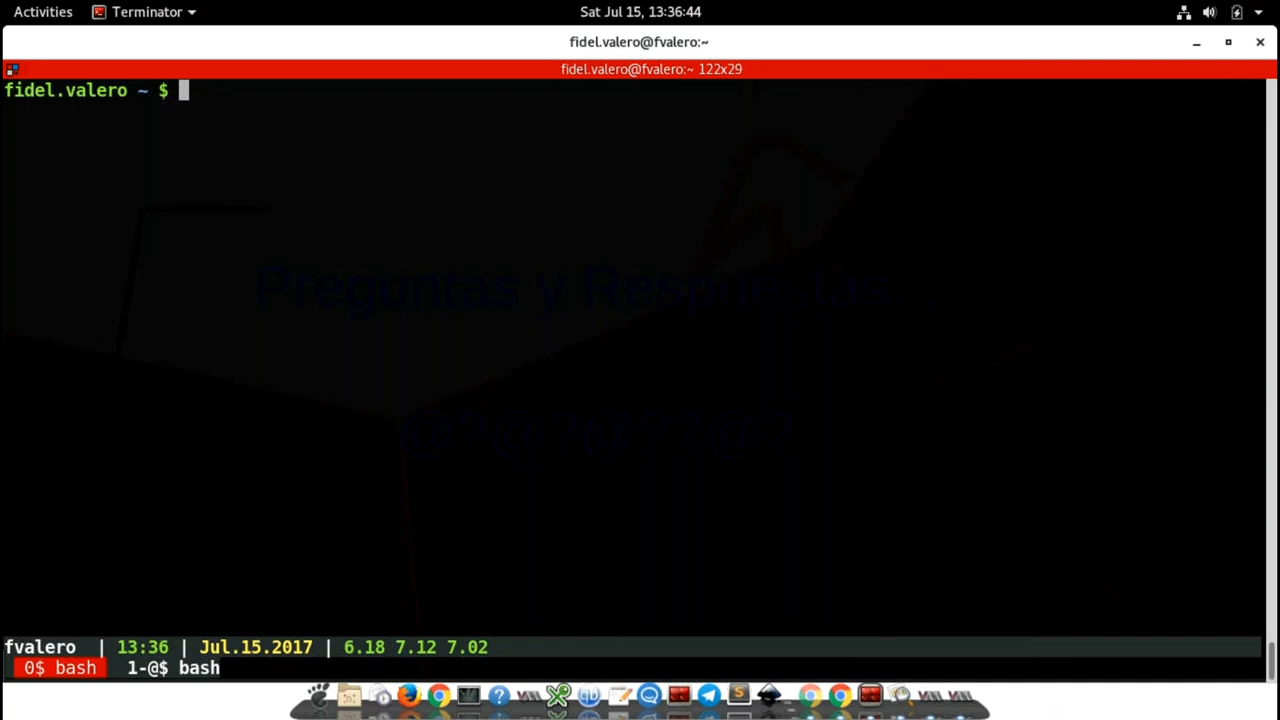 Activities Terminator Sat Jul 15, 13:36:44
fidel.valero@fvalero:~
fidel.valero@fvalero:~ 122x29
fidel.valero ~ $
Preguntas y Respuestas.
@?@?@??@?
fvalero | 13:36 | Jul.15.2017 | 6.18 7.12 7.02
0$ bash 1-@$ bash